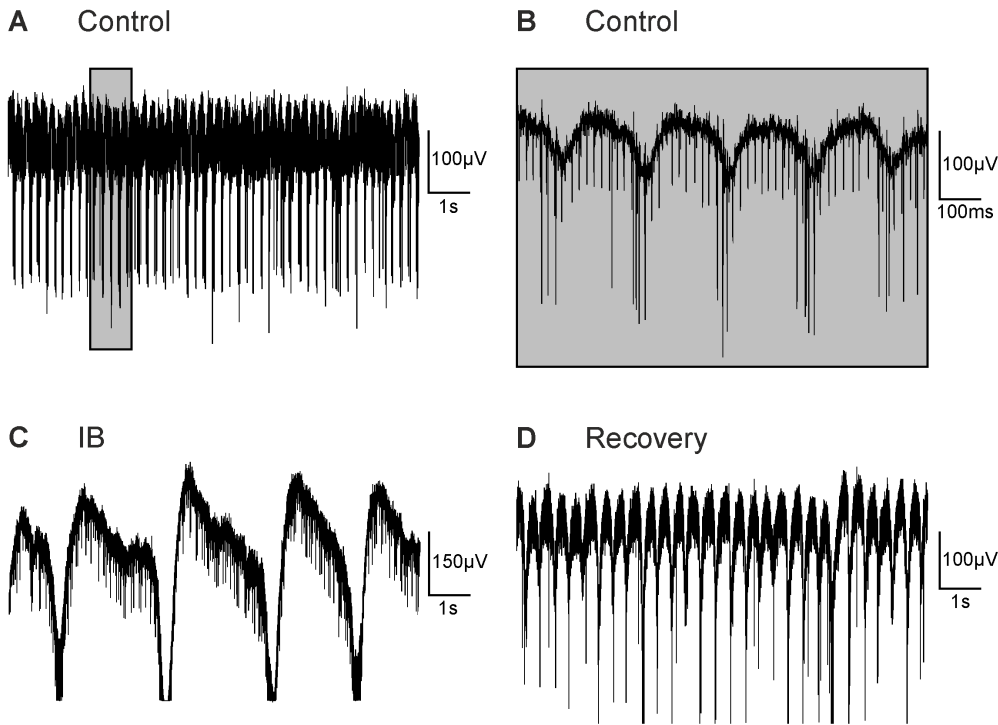 A Control
B Control
100µV
1s
100µV
100ms
C IB
D Recovery
150µV
1s
100µV
1s